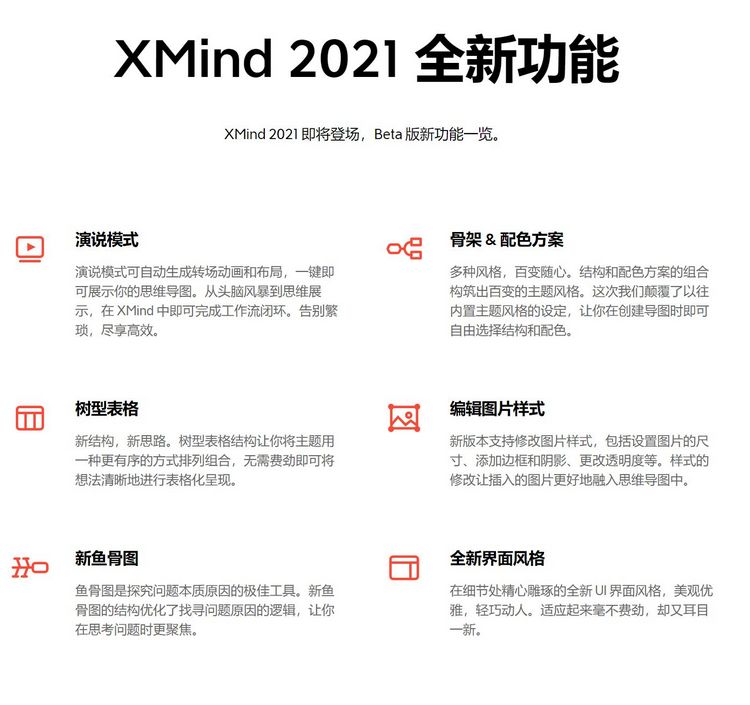 XMind 2021 全新功能
XMind 2021 即将登场，Beta 版新功能一览。
演说模式
演说模式可自动生成转场动画和布局，一键即
可展示你的思维导图。从头脑风暴到思维展
示，在 XMind 中即可完成工作流闭环。告别繁
琐，尽享高效。
骨架 & 配色方案
多种风格，百变随心。结构和配色方案的组合
构筑出百变的主题风格。这次我们颠覆了以往
内置主题风格的设定，让你在创建导图时即可
自由选择结构和配色。
树型表格
新结构，新思路。树型表格结构让你将主题用
一种更有序的方式排列组合，无需费劲即可将
想法清晰地进行表格化呈现。
编辑图片样式
新版本支持修改图片样式，包括设置图片的尺
寸、添加边框和阴影、更改透明度等。样式的
修改让插入的图片更好地融入思维导图中。
新鱼骨图
鱼骨图是探究问题本质原因的极佳工具。新鱼
骨图的结构优化了找寻问题原因的逻辑，让你
在思考问题时更聚焦。
全新界面风格
在细节处精心雕琢的全新 UI 界面风格，美观优
雅，轻巧动人。适应起来毫不费劲，却又耳目
一新。